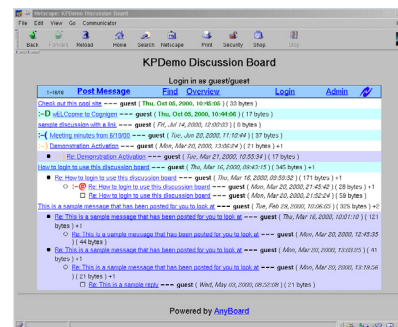 Netscape: KPDemo Discussion Board
File Edit View Go Communicator
Back Forward Reload Home Search Netscape Print Security Shop Stop
KPDemo Discussion Board
Login in as guest/guest
1-16/16 Post Message Find Overview Login Admin
Check out this cool site --- guest ( Thu, Oct 05, 2000, 10:45:05 ) ( 33 bytes )
:-D wELCome to Cognigen --- guest ( Thu, Oct 05, 2000, 10:44:06 ) ( 17 bytes )
sample discussion with a link --- guest ( Fri, Jul 14, 2000, 12:00:03 ) ( 0 bytes )
:-( Meeting minutes from 6/10/00 --- guest ( Tue, Jun 20, 2000, 11:10:44 ) ( 37 bytes )
Demonstration Activation --- guest ( Mon, Mar 20, 2000, 13:06:24 ) ( 21 bytes ) +1
Re: Demonstration Activation --- guest ( Tue, Mar 21, 2000, 10:55:34 ) ( 17 bytes )
How to login to use this discussion board --- guest ( Thu, Mar 16, 2000, 09:43:15 ) ( 345 bytes ) +1
Re: How to login to use this discussion board --- guest ( Thu, Mar 16, 2000, 09:59:32 ) ( 171 bytes ) +1
:-@ Re: How to login to use this discussion board --- guest ( Mon, Mar 20, 2000, 21:45:42 ) ( 28 bytes ) +1
Re: How to login to use this discussion board --- guest ( Mon, Mar 20, 2000, 21:52:24 ) ( 59 bytes )
This is a sample message that has been posted for you to look at --- guest ( Tue, Feb 29, 2000, 10:06:05 ) ( 325 bytes ) +2
Re: This is a sample message that has been posted for you to look at --- guest ( Thu, Mar 16, 2000, 10:01:10 ) ( 121
bytes ) +1
Re: This is a sample message that has been posted for you to look at --- guest ( Mon, Mar 20, 2000, 12:45:35
) ( 44 bytes )
Re: This is a sample message that has been posted for you to look at --- guest ( Mon, Mar 20, 2000, 13:03:25 ) ( 41
bytes ) +1
Re: This is a sample message that has been posted for you to look at --- guest ( Mon, Mar 20, 2000, 13:19:56
) ( 21 bytes ) +1
Re: This is a sample reply --- guest ( Wed, May 03, 2000, 08:52:08 ) ( 21 bytes )
Powered by AnyBoard